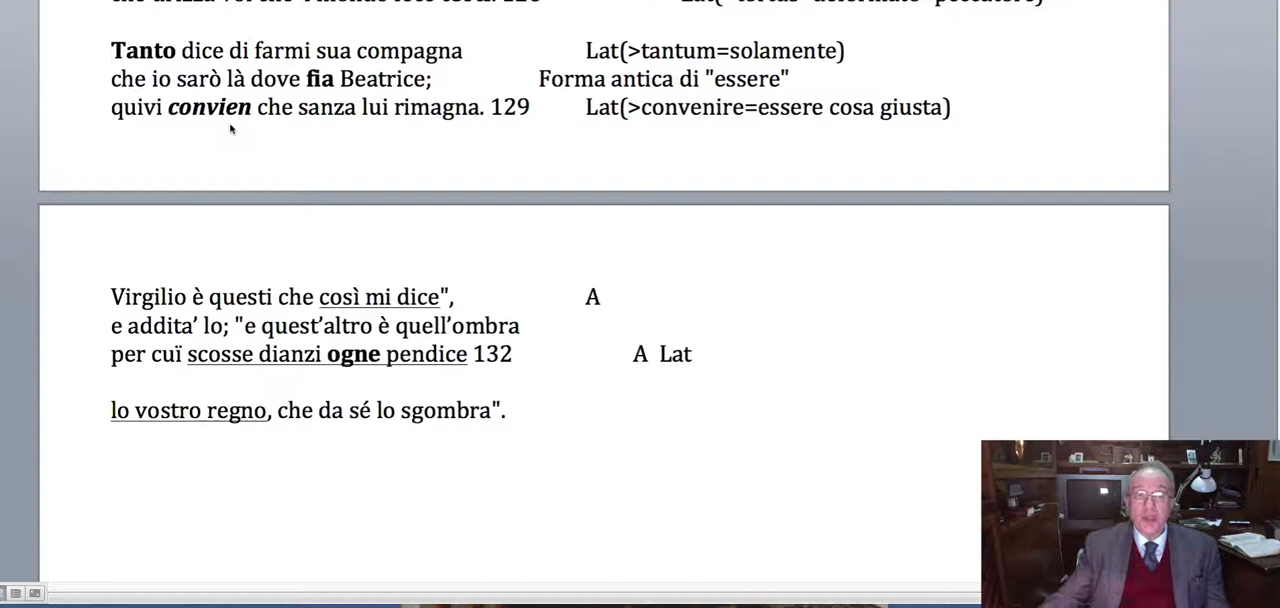 Tanto dice di farmi sua compagna Lat(>tantum=solamente)
che io sarò là dove fia Beatrice; Forma antica di "essere"
quivi convien che sanza lui rimagna. 129 Lat(>convenire=essere cosa giusta)
Virgilio è questi che così mi dice", A
e addita’ lo; "e quest’altro è quell’ombra
per cuï scosse dianzi ogne pendice 132 A Lat
lo vostro regno, che da sé lo sgombra".